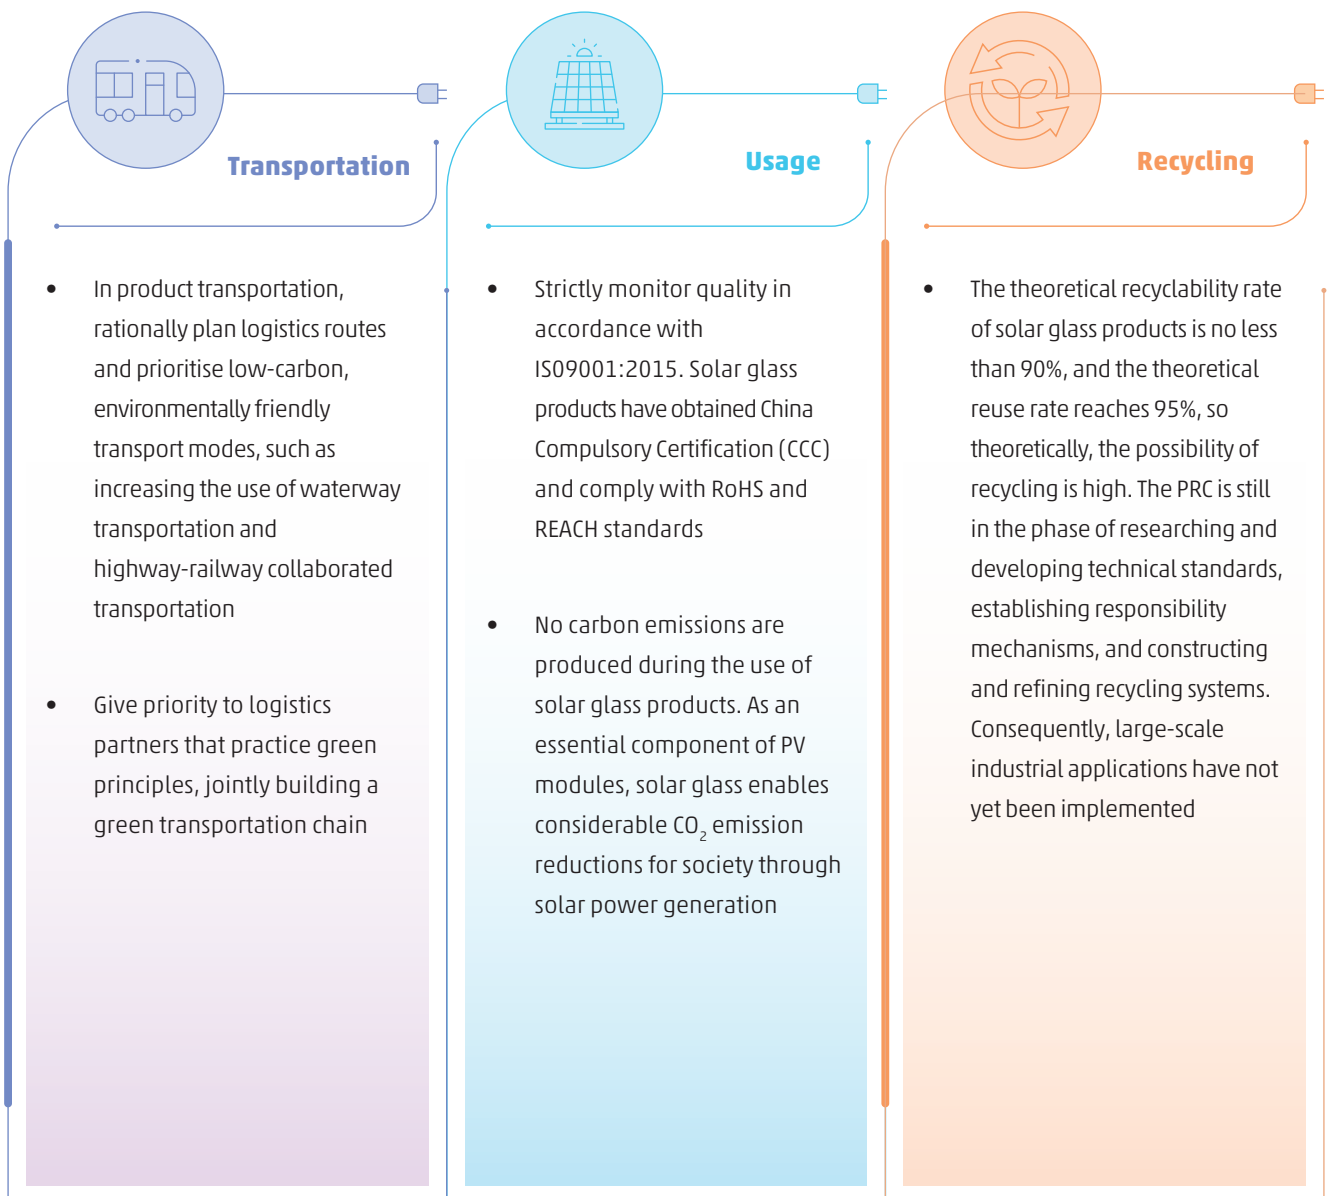 Transportation
• In product transportation,
rationally plan logistics routes
and prioritise low-carbon,
environmentally friendly
transport modes, such as
increasing the use of waterway
transportation and
highway-railway collaborated
transportation
• Give priority to logistics
partners that practice green
principles, jointly building a
green transportation chain
Usage
• Strictly monitor quality in
accordance with
ISO9001:2015. Solar glass
products have obtained China
Compulsory Certification (CCC)
and comply with RoHS and
REACH standards
• No carbon emissions are
produced during the use of
solar glass products. As an
essential component of PV
modules, solar glass enables
considerable CO₂ emission
reductions for society through
solar power generation
Recycling
• The theoretical recyclability rate
of solar glass products is no less
than 90%, and the theoretical
reuse rate reaches 95%, so
theoretically, the possibility of
recycling is high. The PRC is still
in the phase of researching and
developing technical standards,
establishing responsibility
mechanisms, and constructing
and refining recycling systems.
Consequently, large-scale
industrial applications have not
yet been implemented